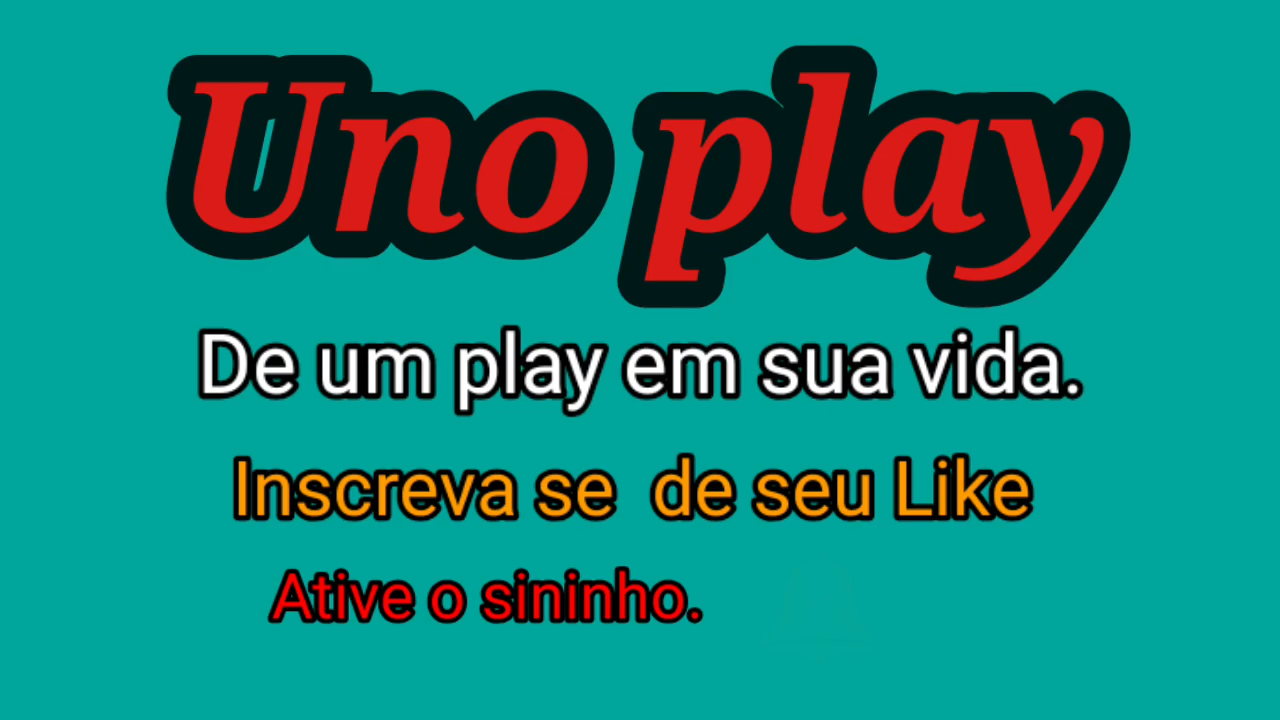 Uno play
De um play em sua vida.
Inscreva se  de seu Like
Ative o sininho.